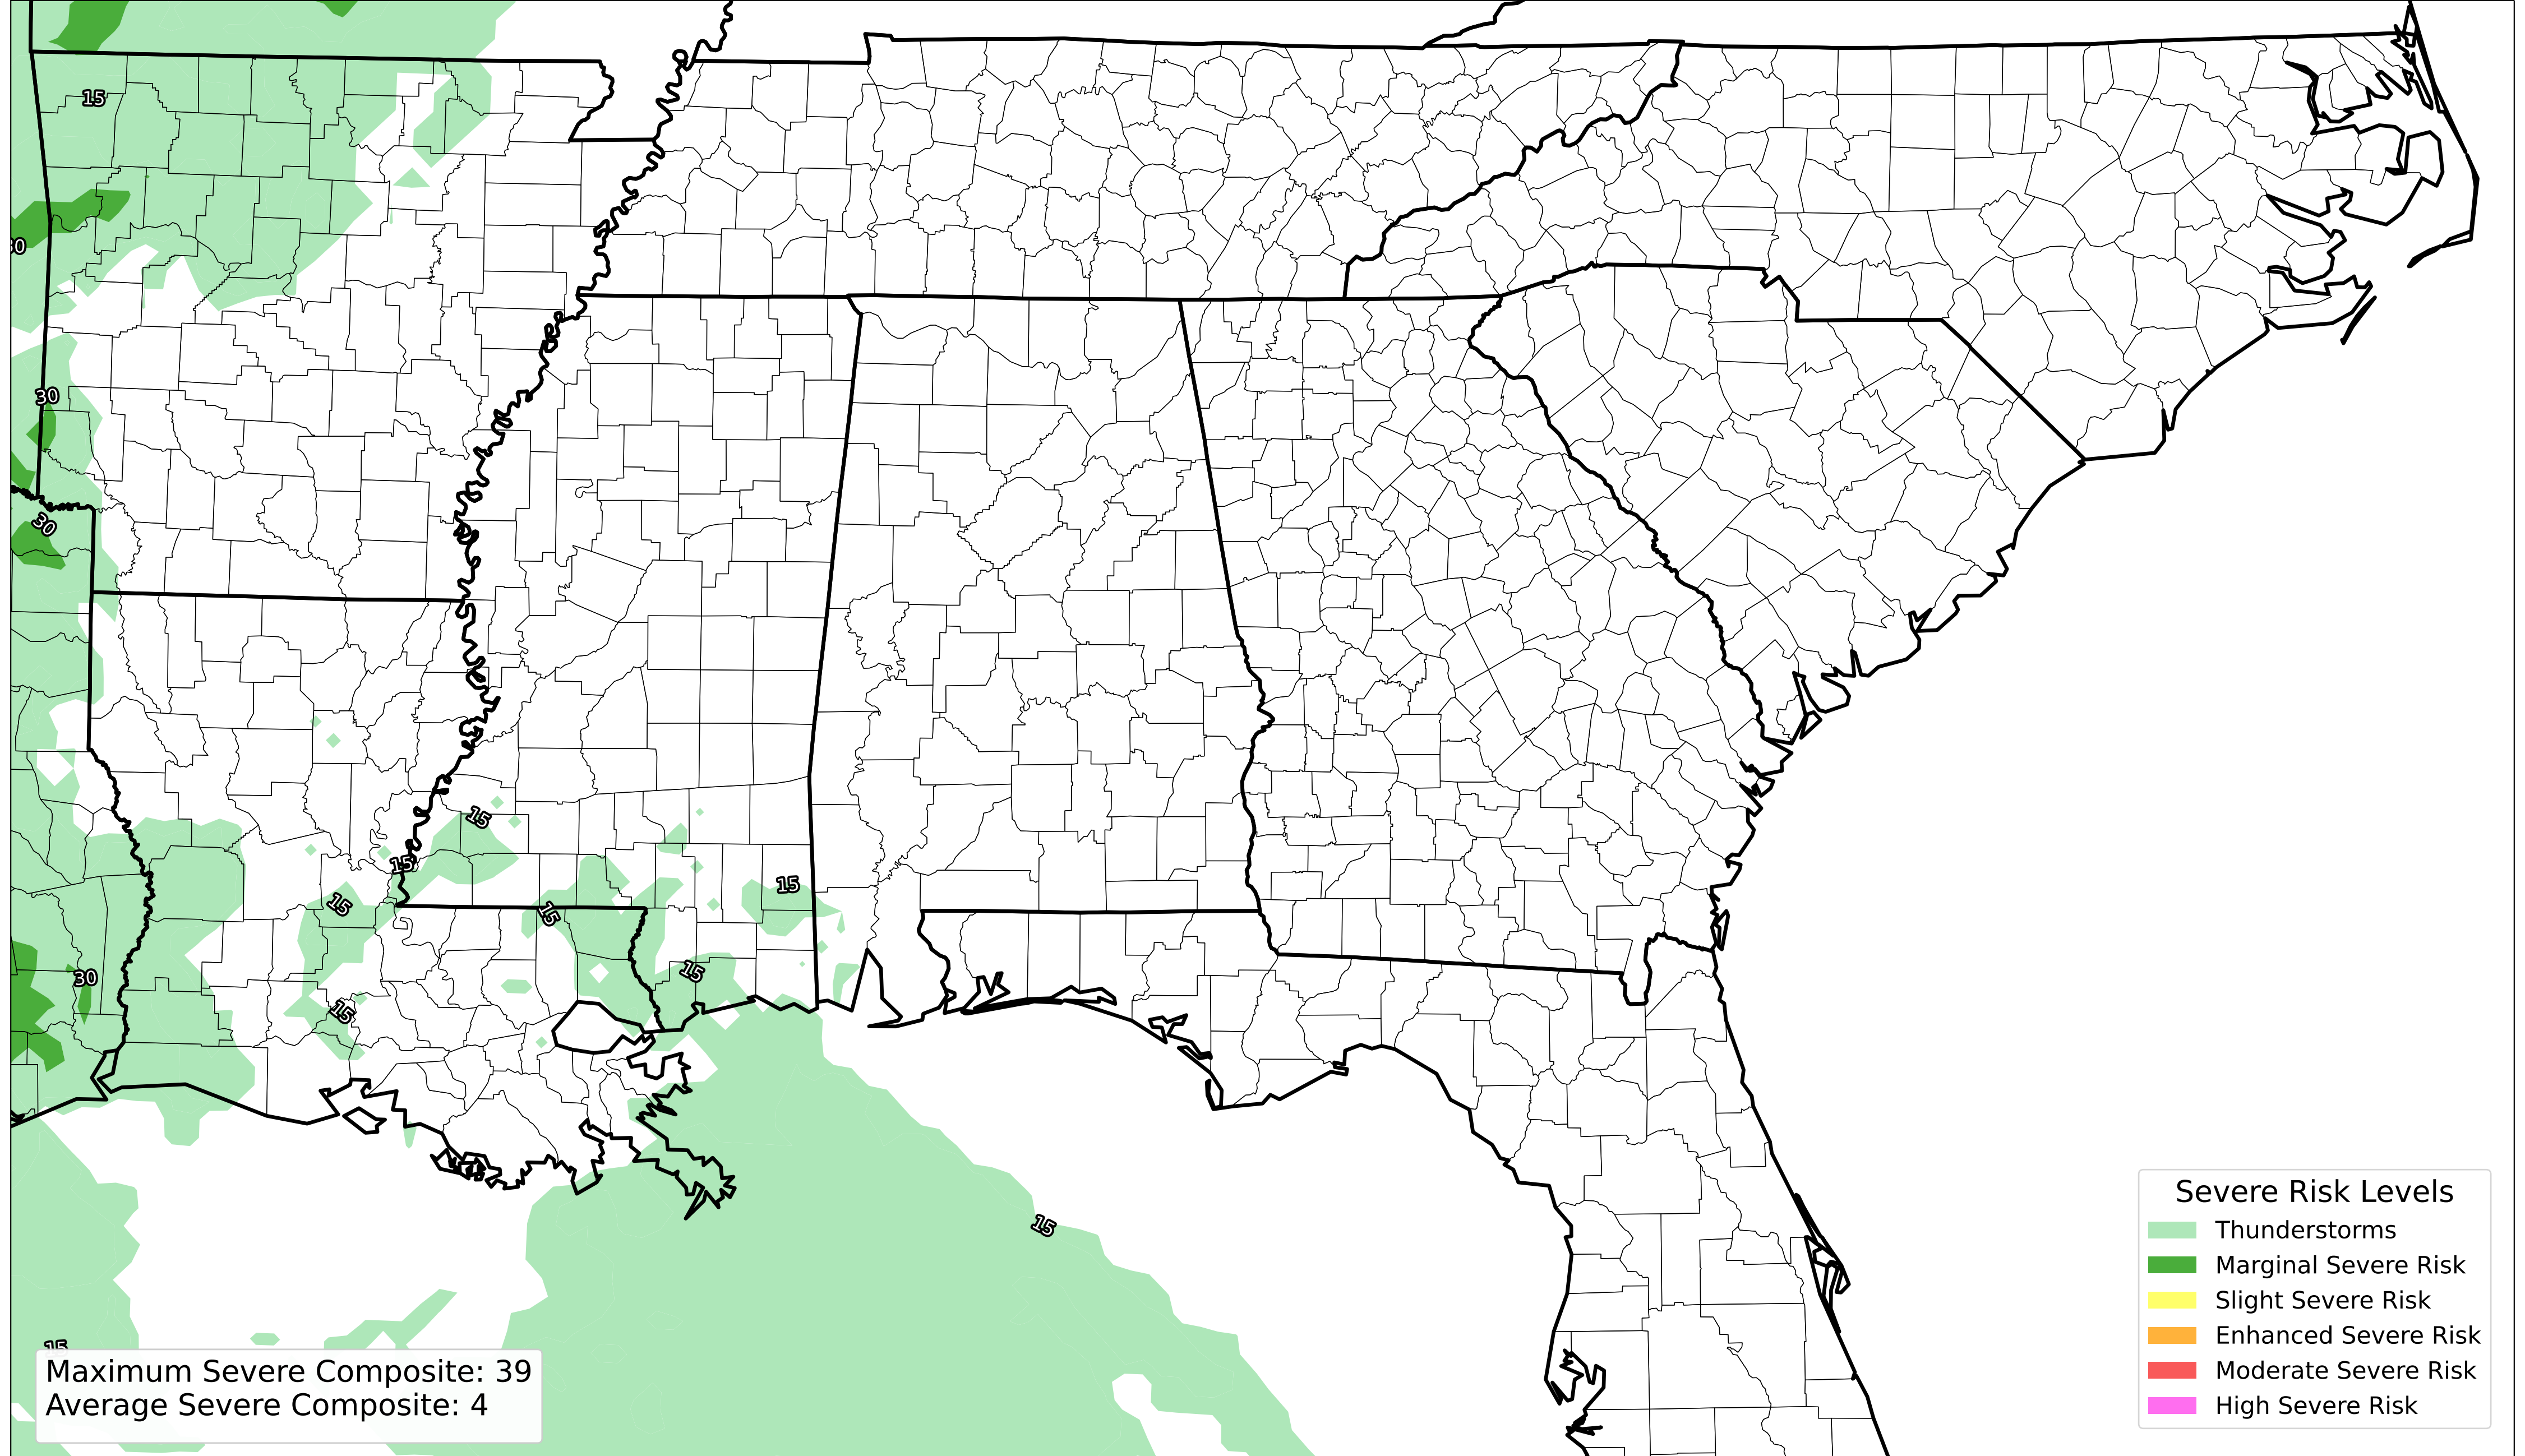 15
30
30
30
15
15
15
15
15
30
15
15
15
15
Maximum Severe Composite: 39
Average Severe Composite: 4
Severe Risk Levels
Thunderstorms
Marginal Severe Risk
Slight Severe Risk
Enhanced Severe Risk
Moderate Severe Risk
High Severe Risk